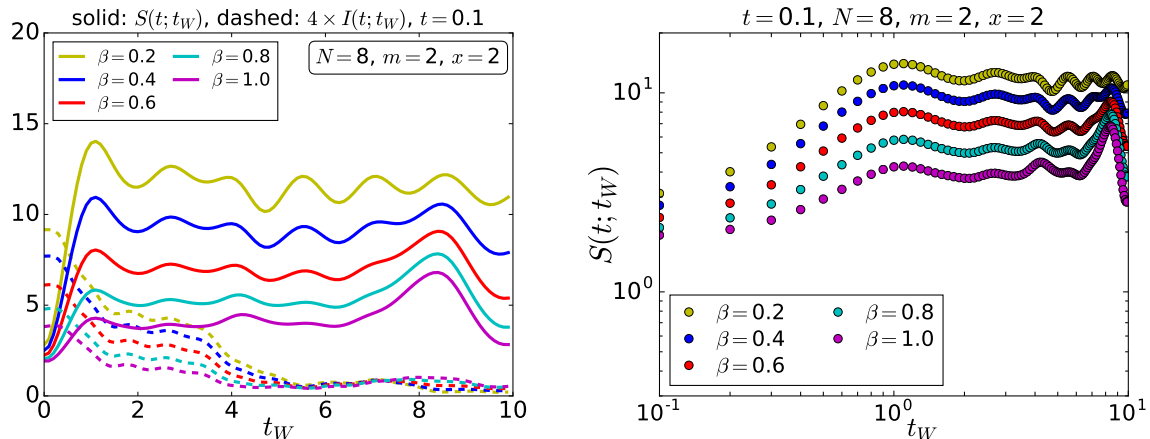 solid: S(t; t_W), dashed: 4 × I(t; t_W), t = 0.1
20
15
10
5
0
β = 0.2
β = 0.4
β = 0.6
β = 0.8
β = 1.0
N = 8, m = 2, x = 2
0 2 4 6 8 10
t_W
t = 0.1, N = 8, m = 2, x = 2
S(t; t_W)
10^1
10^0
β = 0.2
β = 0.4
β = 0.6
β = 0.8
β = 1.0
10^-1 10^0 10^1
t_W